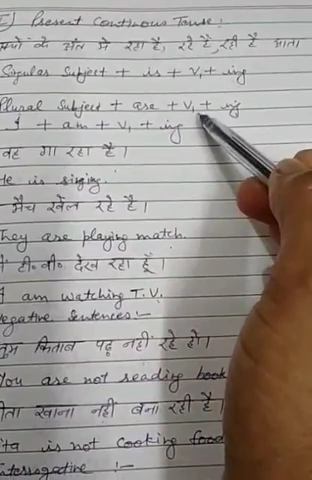 E) Present Continuous Tense :
के अंत में रहा है, रहे है, रही है आता
Singular Subject + is + V₁ + ing
Plural Subject + are + V₁ + ing
I + am + V₁ + ing
वह गा रहा है।
He is singing.
मैच खेल रहे है।
They are playing match.
मैं टी॰ वी॰ देख रहा हूँ।
I am watching T.V.
Negative Sentences :-
तुम किताब पढ़ नहीं रहे हो।
You are not reading book
गीता खाना नहीं बना रही है।
ita is not cooking food
Interrogative :-